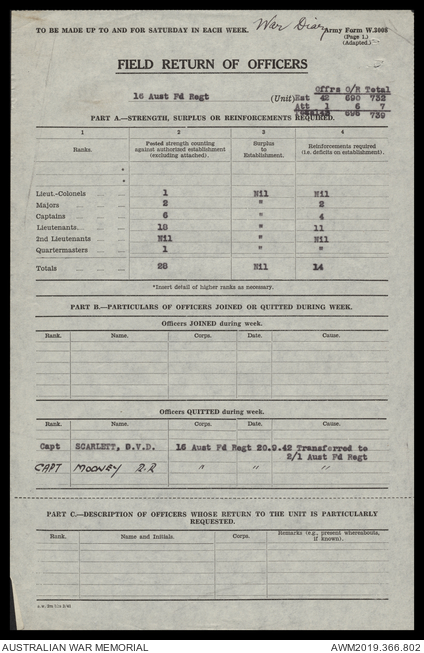 TO BE MADE UP TO AND FOR SATURDAY IN EACH WEEK. War Diary Army Form W.3008
(Page 1.)
(Adapted.)
FIELD RETURN OF OFFICERS
Offrs O/R Total
16 Aust Fd Regt (Unit) Est 42 690 732
Att 1 6 7
696 739
PART A.—STRENGTH, SURPLUS OR REINFORCEMENTS REQUIRED.
1 2 3 4
Ranks. Posted strength counting against authorized establishment (excluding attached). Surplus to Establishment. Reinforcements required (i.e. deficits on establishment).
*
*
Lieut.-Colonels 1 Nil Nil
Majors 2 " 2
Captains 6 " 4
Lieutenants 18 " 11
2nd Lieutenants Nil " Nil
Quartermasters 1 " "
Totals 28 Nil 14
*Insert detail of higher ranks as necessary.
PART B.—PARTICULARS OF OFFICERS JOINED OR QUITTED DURING WEEK.
Officers JOINED during week.
Rank. Name. Corps. Date. Cause.
Officers QUITTED during week.
Rank. Name. Corps. Date. Cause.
Capt SCARLETT, D.V.D. 16 Aust Fd Regt 20.9.42 Transferred to
2/1 Aust Fd Regt
CAPT MOONEY R.R " " "
PART C.—DESCRIPTION OF OFFICERS WHOSE RETURN TO THE UNIT IS PARTICULARLY
REQUESTED.
Rank. Name and Initials. Corps. Remarks (e.g., present whereabouts, if known).
AUSTRALIAN WAR MEMORIAL AWM2019.366.802